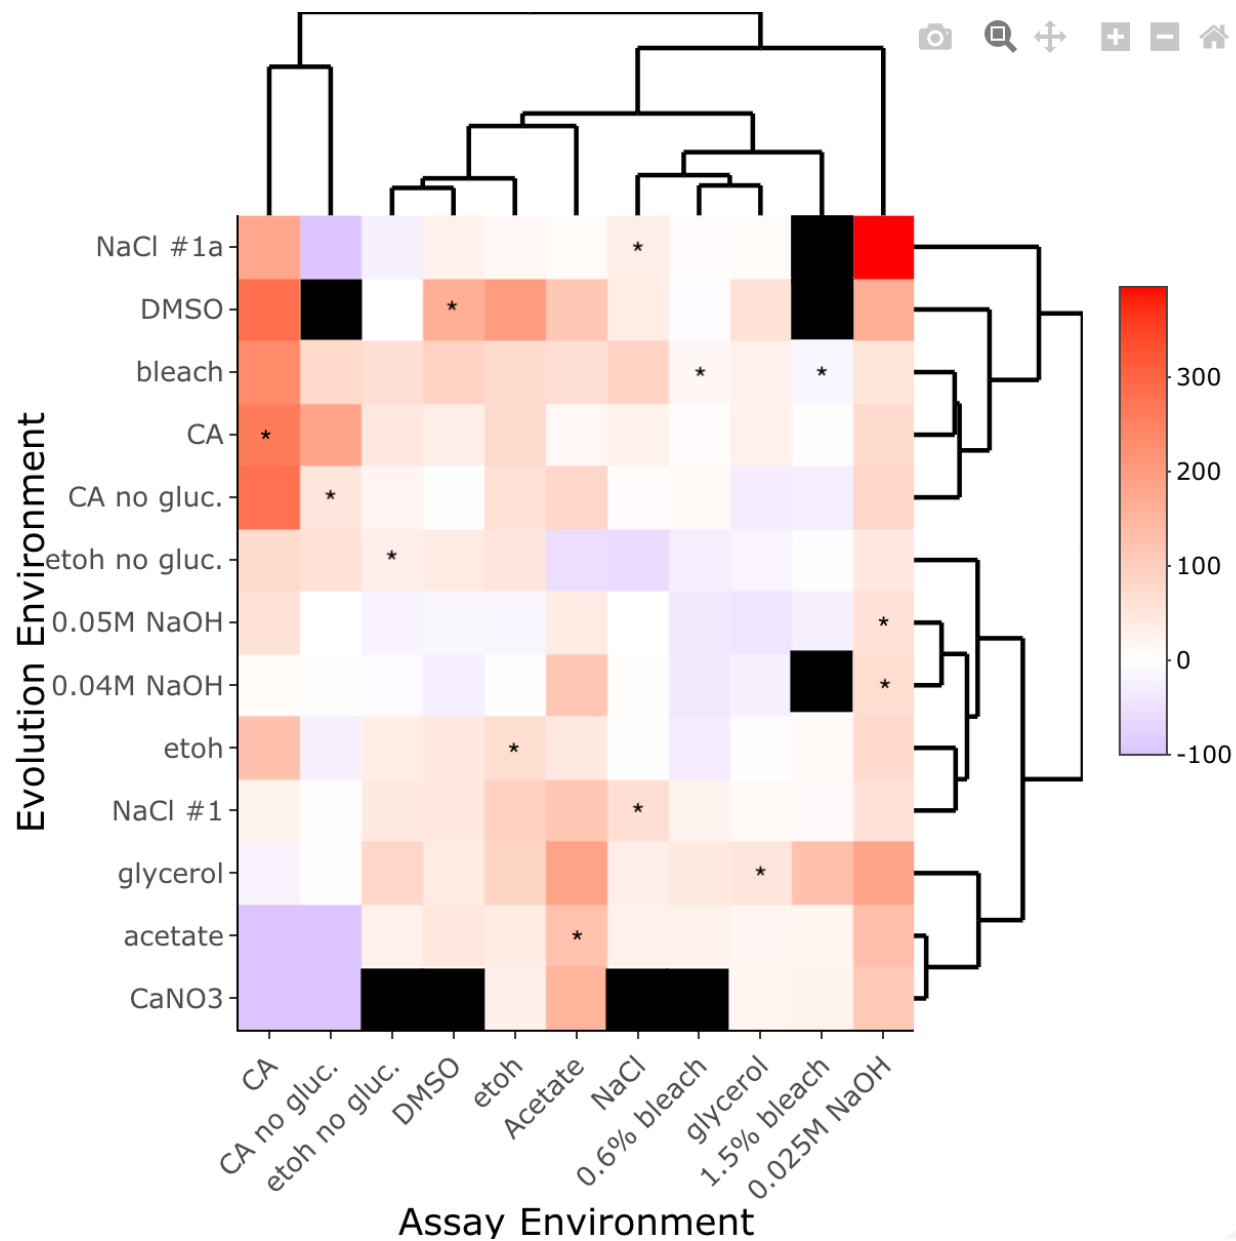 NaCl #1a
DMSO
bleach
CA
CA no gluc.
etoh no gluc.
0.05M NaOH
0.04M NaOH
etoh
NaCl #1
glycerol
acetate
CaNO3
Evolution Environment
*
*
* *
*
*
*
*
*
*
*
*
*
300
200
100
0
-100
CA
CA no gluc.
etoh no gluc.
DMSO
etoh
Acetate
NaCl
0.6% bleach
glycerol
1.5% bleach
0.025M NaOH
Assay Environment